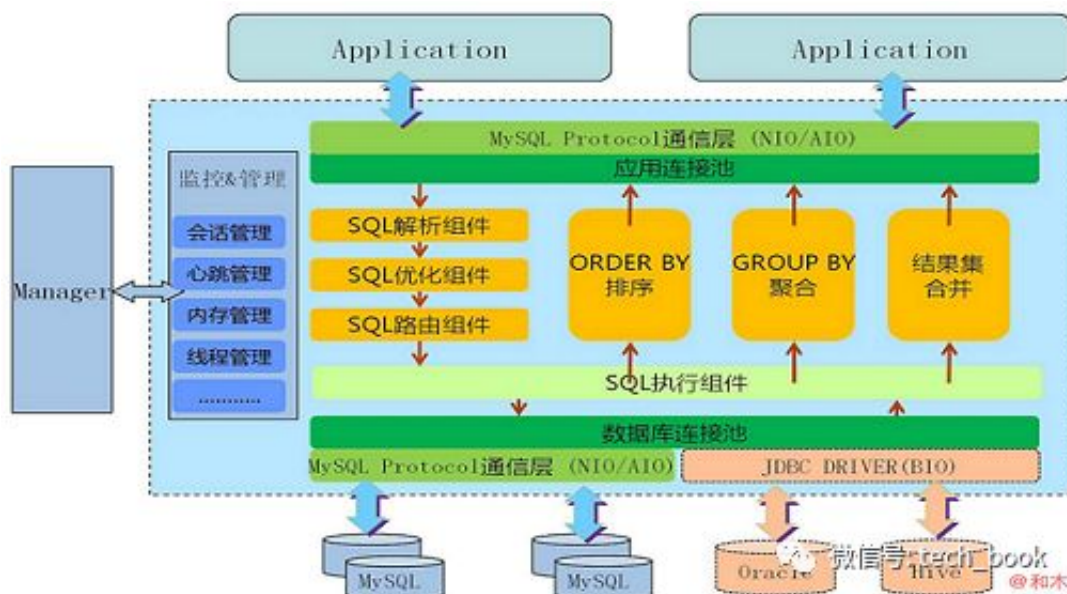 Application
Application
MySQL Protocol通信层 (NIO/AIO)
应用连接池
监控&管理
会话管理
心跳管理
内存管理
线程管理
..........
Manager
SQL解析组件
SQL优化组件
SQL路由组件
ORDER BY
排序
GROUP BY
聚合
结果集
合并
SQL执行组件
数据库连接池
MySQL Protocol通信层 (NIO/AIO)
JDBC DRIVER(BIO)
MySQL
MySQL
Oracle
Hive
微信号: tech_book
@和木